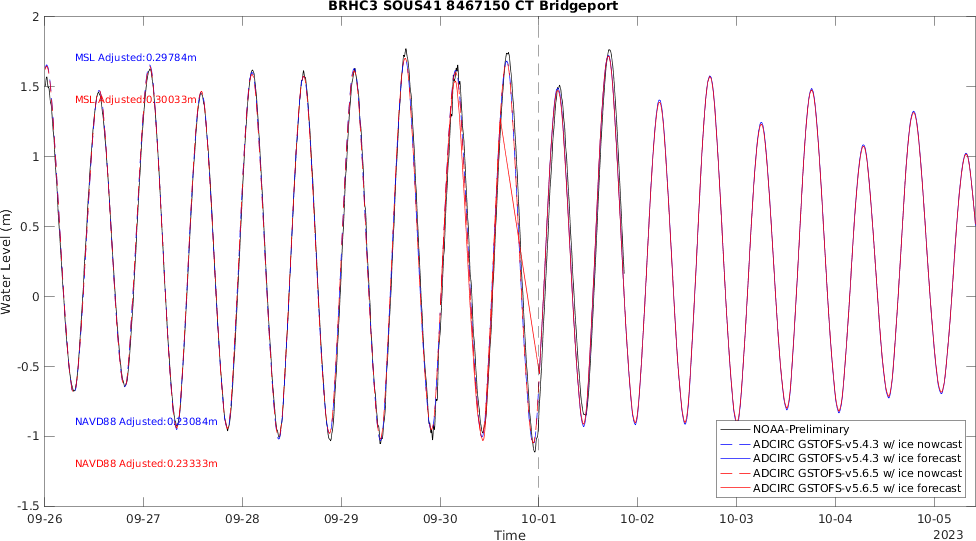 BRHC3 SOUS41 8467150 CT Bridgeport
2
1.5
1
0.5
0
-0.5
-1
-1.5
Water Level (m)
MSL Adjusted:0.29784m
MSL Adjusted:0.30033m
NAVD88 Adjusted:0.23084m
NAVD88 Adjusted:0.23333m
NOAA-Preliminary
ADCIRC GSTOFS-v5.4.3 w/ ice nowcast
ADCIRC GSTOFS-v5.4.3 w/ ice forecast
ADCIRC GSTOFS-v5.6.5 w/ ice nowcast
ADCIRC GSTOFS-v5.6.5 w/ ice forecast
09-26 09-27 09-28 09-29 09-30 10-01 10-02 10-03 10-04 10-05
Time
2023